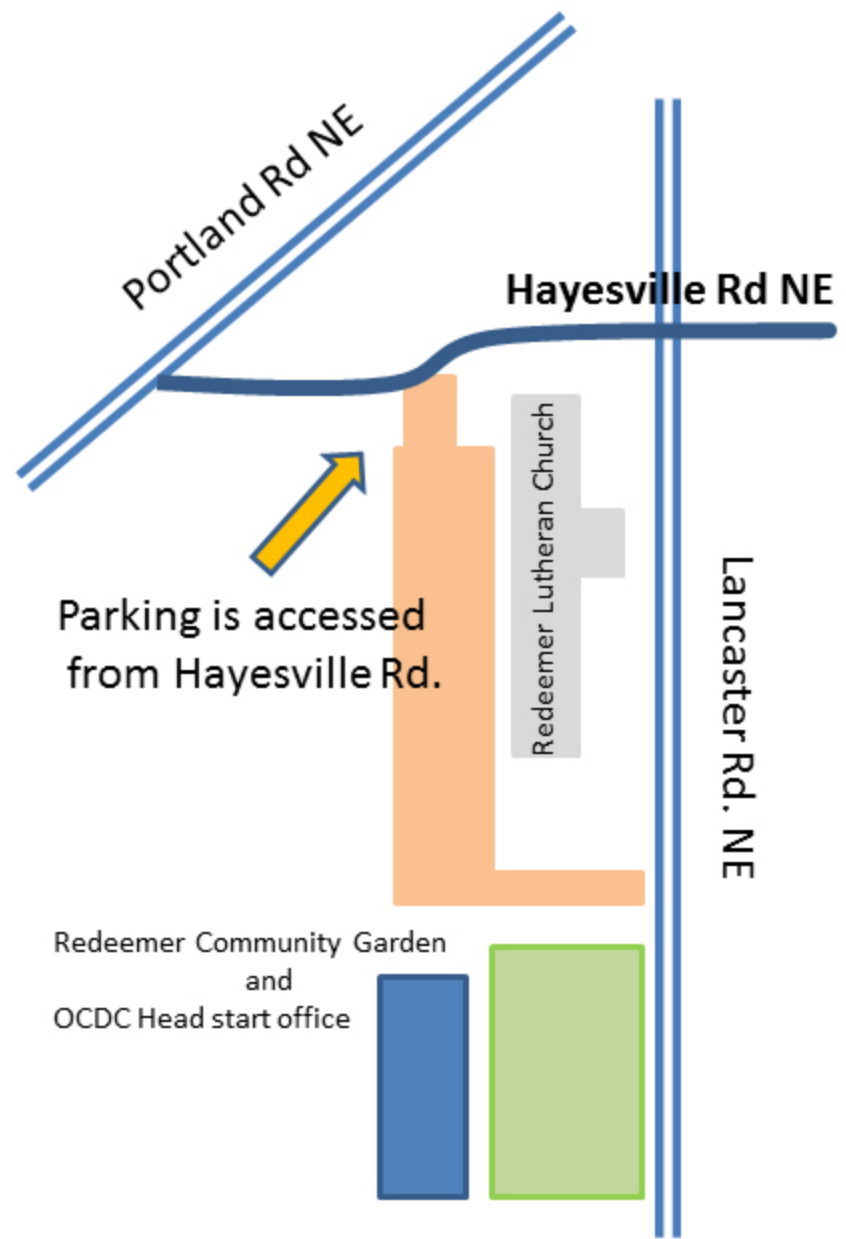 Portland Rd NE
Hayesville Rd NE
Redeemer Lutheran Church
Parking is accessed
from Hayesville Rd.
Lancaster Rd. NE
Redeemer Community Garden
and
OCDC Head start office